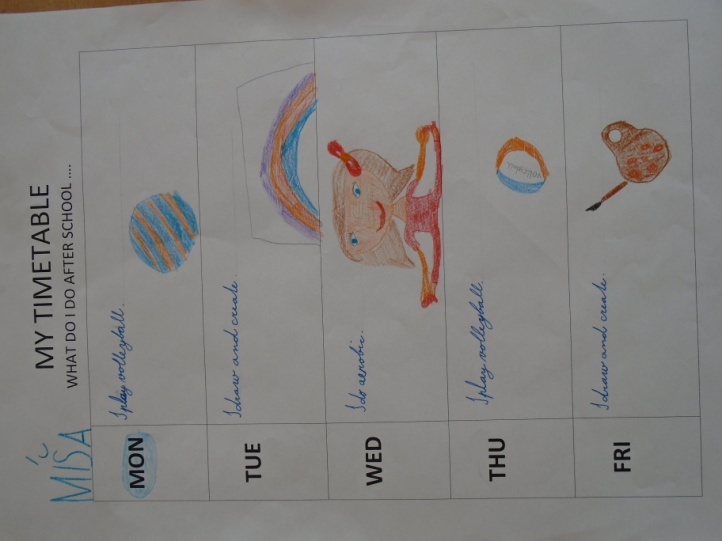 MÍŠA
MY TIMETABLE
WHAT DO I DO AFTER SCHOOL ....
MON
I play volleyball.
TUE
I draw and create.
WED
I do aerobic.
THU
I play volleyball.
FRI
I draw and create.